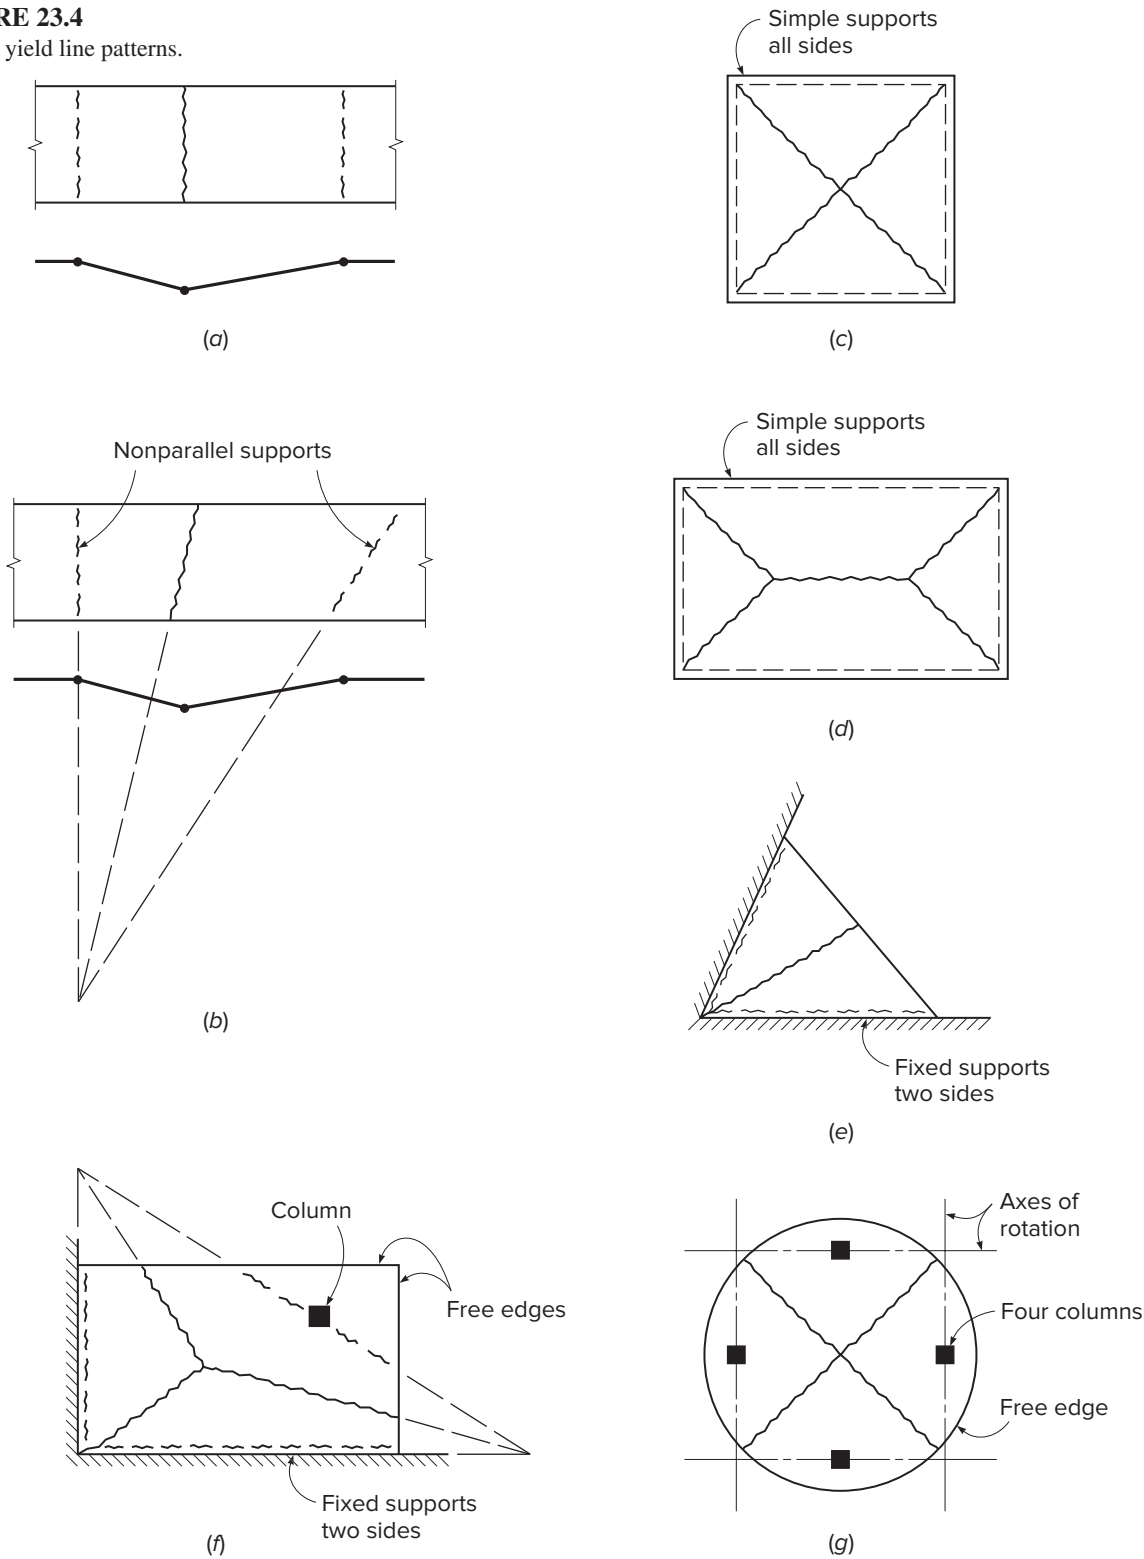 RE 23.4
yield line patterns.
(a)
Simple supports
all sides
(c)
Nonparallel supports
(b)
Simple supports
all sides
(d)
Fixed supports
two sides
(e)
Column
Free edges
Fixed supports
two sides
(f)
Axes of
rotation
Four columns
Free edge
(g)